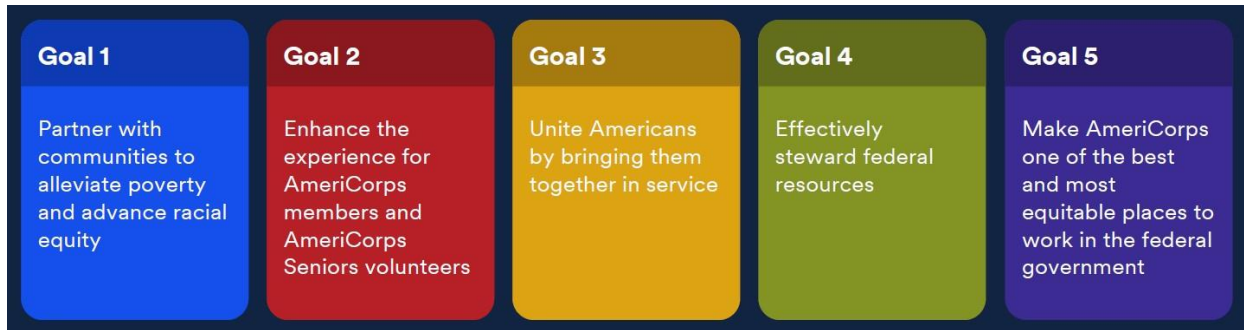 Goal 1
Partner with
communities to
alleviate poverty
and advance racial
equity
Goal 2
Enhance the
experience for
AmeriCorps
members and
AmeriCorps
Seniors volunteers
Goal 3
Unite Americans
by bringing them
together in service
Goal 4
Effectively
steward federal
resources
Goal 5
Make AmeriCorps
one of the best
and most
equitable places to
work in the federal
government